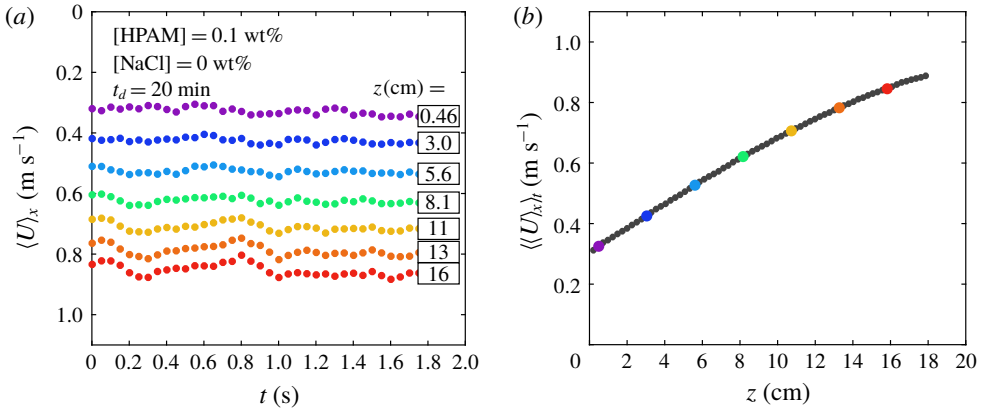 (a)
0
0.2
0.4
0.6
0.8
1.0
⟨U⟩x (m s−1)
[HPAM] = 0.1 wt%
[NaCl] = 0 wt%
td = 20 min
z(cm) =
0.46
3.0
5.6
8.1
11
13
16
0 0.2 0.4 0.6 0.8 1.0 1.2 1.4 1.6 1.8 2.0
t (s)
(b)
1.0
0.8
0.6
0.4
0.2
⟨⟨U⟩x⟩t (m s−1)
0 2 4 6 8 10 12 14 16 18 20
z (cm)